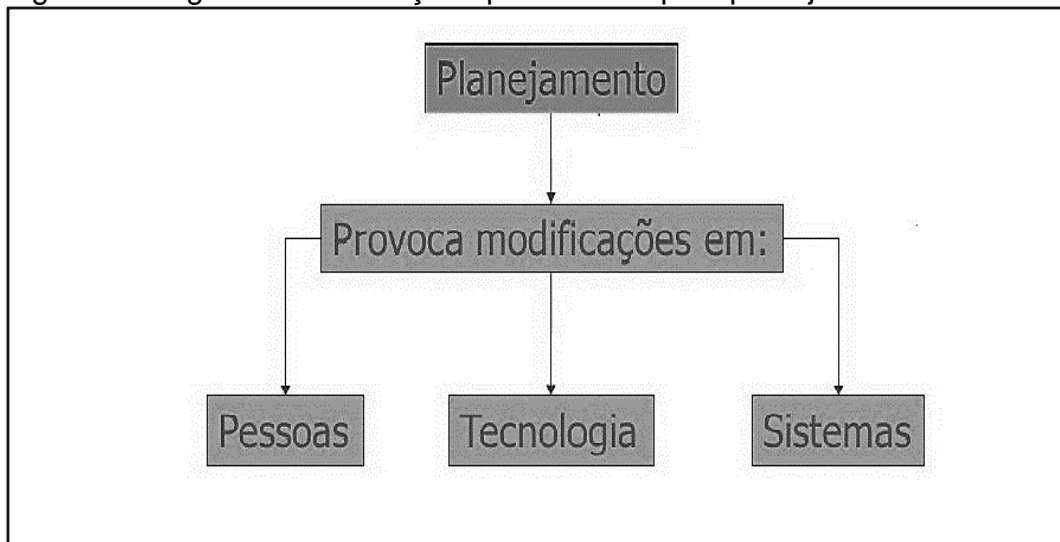 Planejamento
Provoca modificações em:
Pessoas
Tecnologia
Sistemas